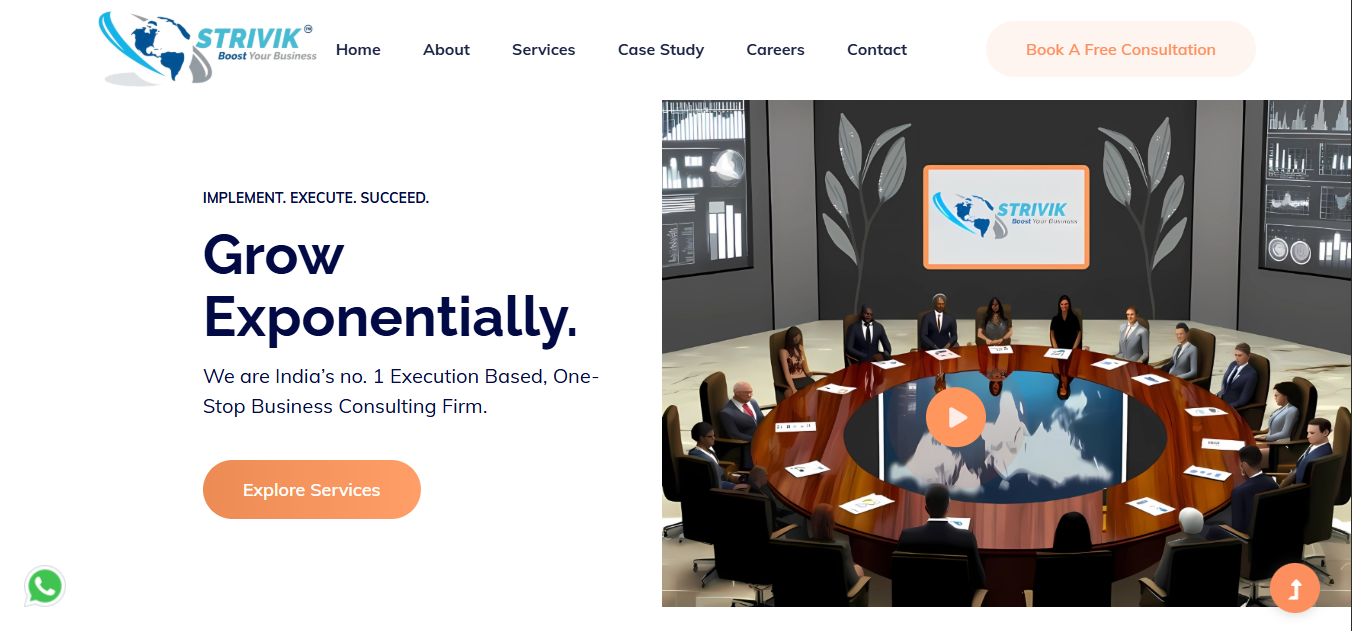 STRIVIK TM
Boost Your Business
Home
About
Services
Case Study
Careers
Contact
Book A Free Consultation
IMPLEMENT. EXECUTE. SUCCEED.
Grow
Exponentially.
We are India’s no. 1 Execution Based, One-
Stop Business Consulting Firm.
Explore Services
STRIVIK
Boost Your Business